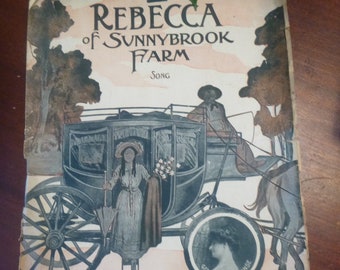 REBECCA
of SUNNYBROOK
FARM
SONG